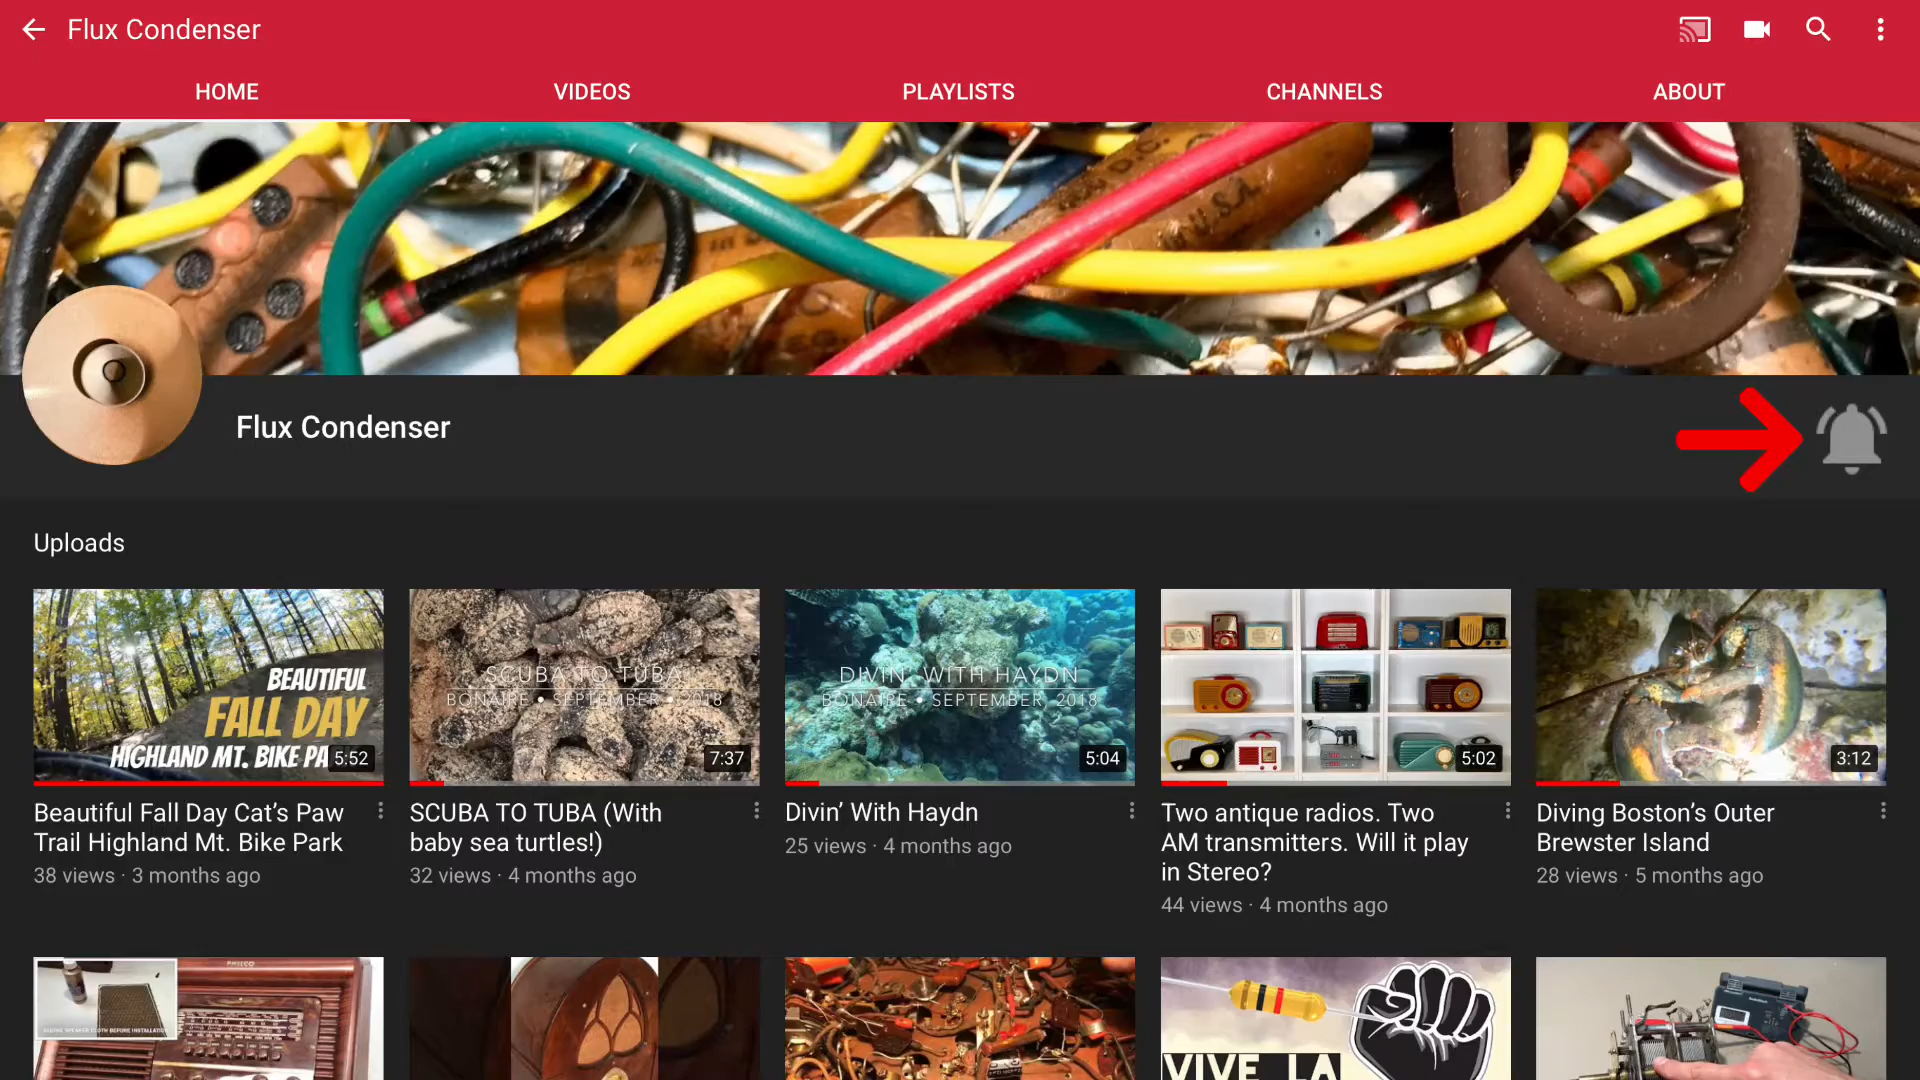 Flux Condenser
HOME
VIDEOS
PLAYLISTS
CHANNELS
ABOUT
Flux Condenser
Uploads
BEAUTIFUL
FALL DAY
HIGHLAND MT. BIKE PA
5:52
SCUBA TO TUBA
BONAIRE • SEPTEMBER • 2018
7:37
DIVIN' WITH HAYDN
BONAIRE • SEPTEMBER, 2018
5:04
5:02
3:12
Beautiful Fall Day Cat’s Paw
Trail Highland Mt. Bike Park
38 views · 3 months ago
SCUBA TO TUBA (With
baby sea turtles!)
32 views · 4 months ago
Divin’ With Haydn
25 views · 4 months ago
Two antique radios. Two
AM transmitters. Will it play
in Stereo?
44 views · 4 months ago
Diving Boston’s Outer
Brewster Island
28 views · 5 months ago
PHILCO
VIVE LA